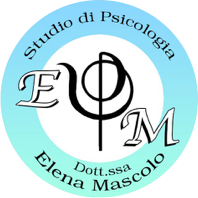 Studio di Psicologia
E Ψ M
Dott.ssa
Elena Mascolo